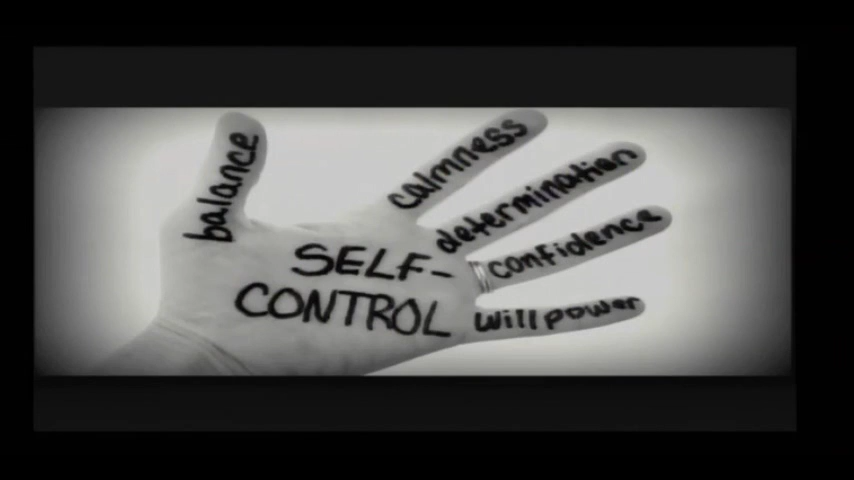 balance
calmness
determination
confidence
willpower
SELF-
CONTROL